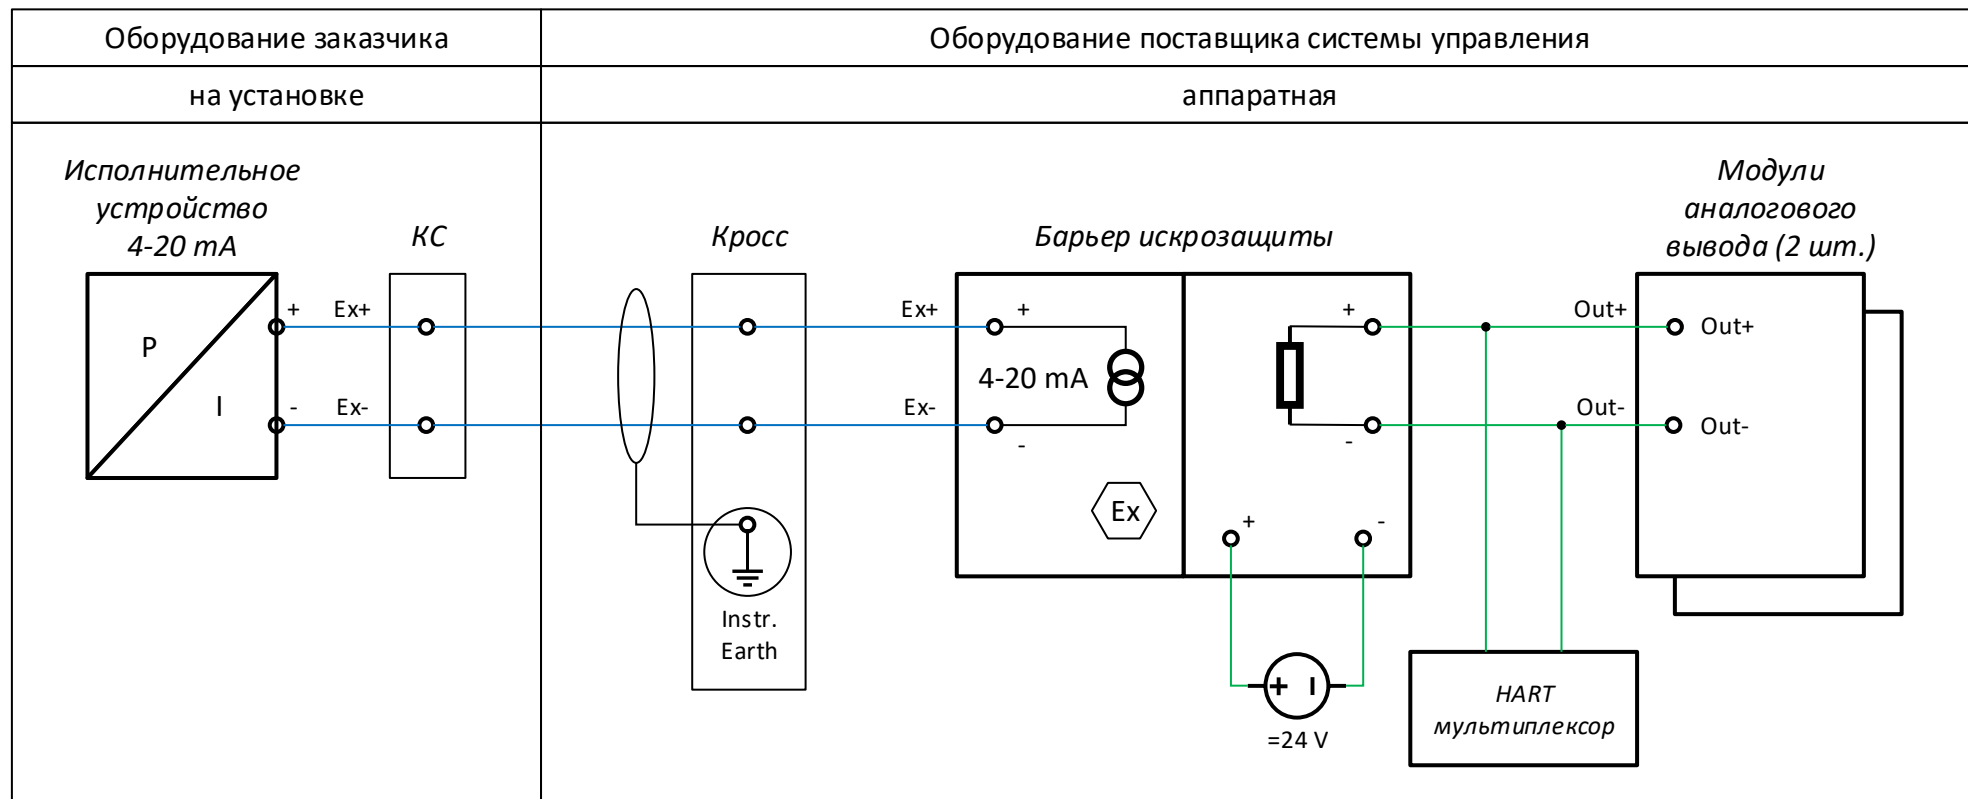 Оборудование заказчика
Оборудование поставщика системы управления
на установке
аппаратная
Исполнительное
устройство
4-20 mA
КС
Кросс
Барьер искрозащиты
Модули
аналогового
вывода (2 шт.)
P
I
+
Ex+
-
Ex-
Ex+
+
Ex-
-
4-20 mA
Ex
+
-
+
-
Out+
Out+
Out-
Out-
Instr.
Earth
+
=24 V
HART
мультиплексор